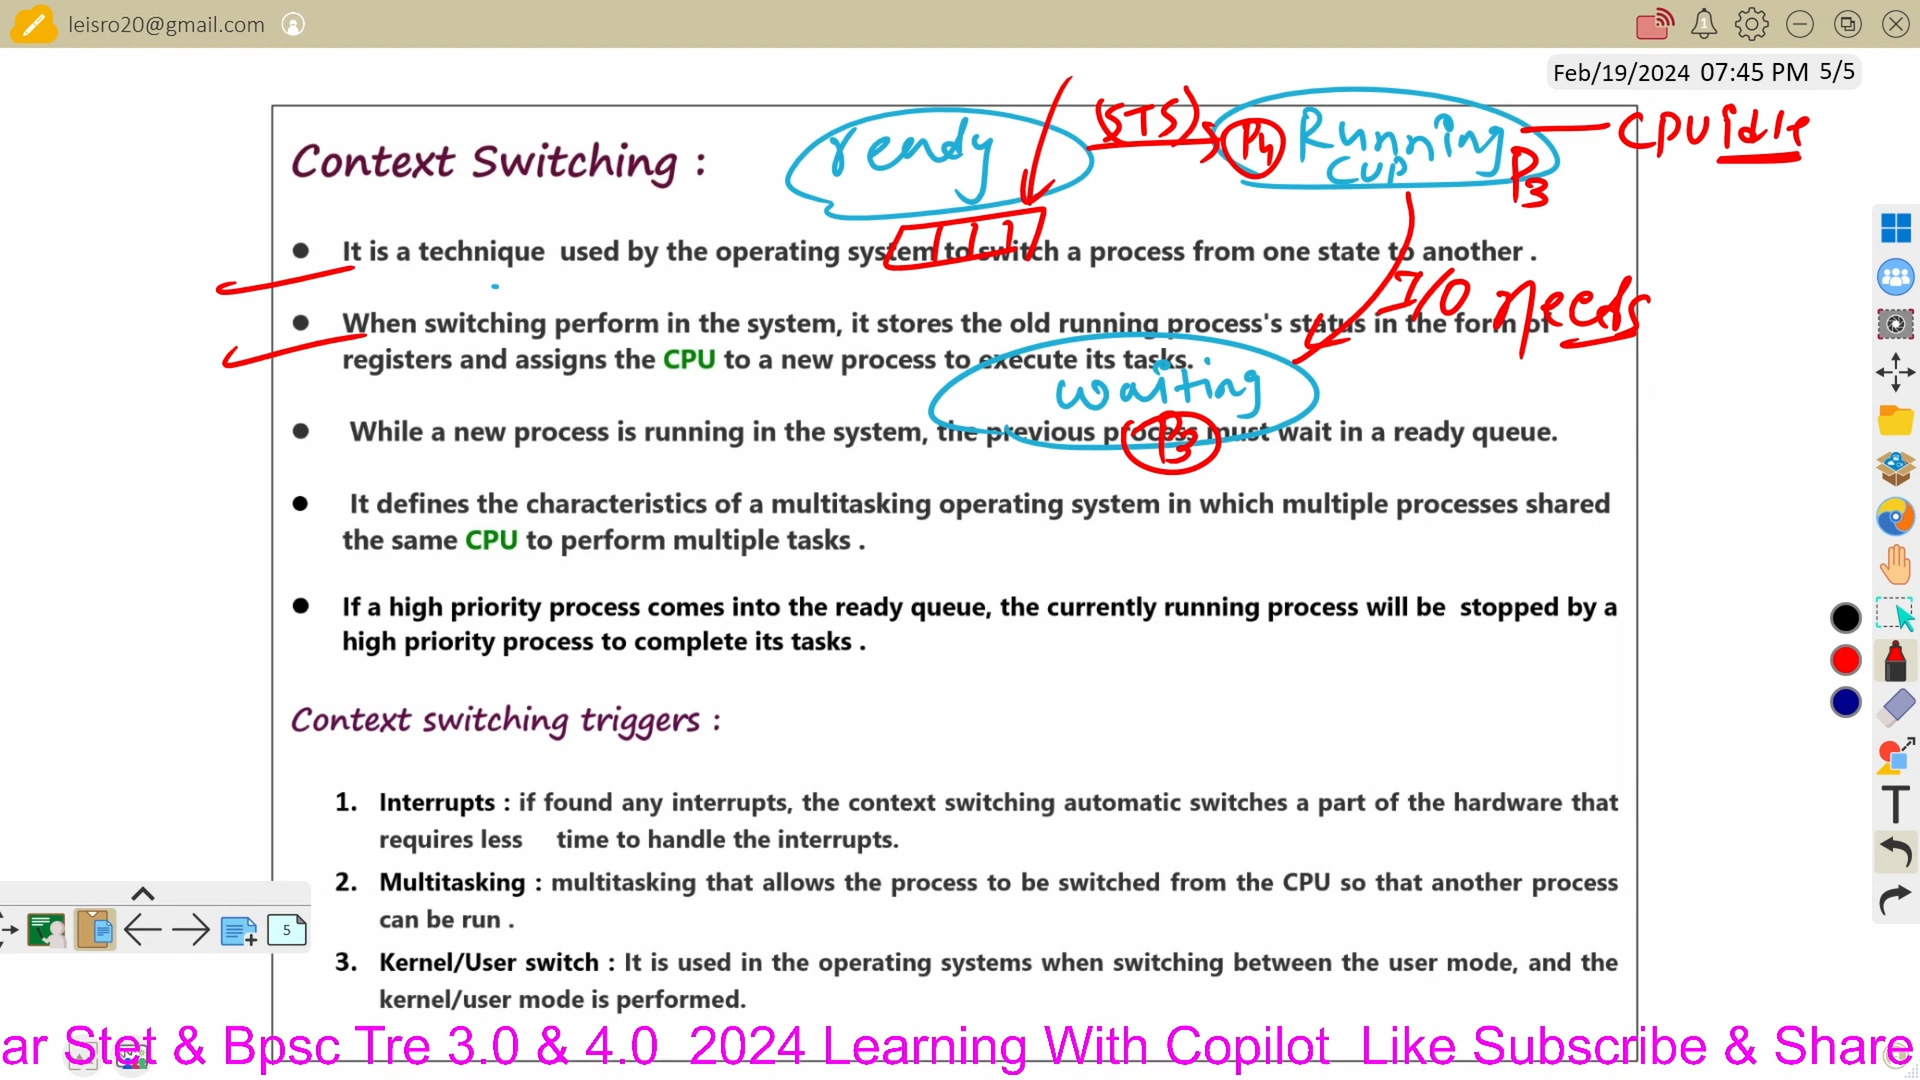 leisro20@gmail.com
Feb/19/2024 07:45 PM 5/5
Context Switching :
ready
(STS)
P4
Running
CUP
P3
CPU idle
● It is a technique used by the operating system to switch a process from one state to another .
I/O needs
● When switching perform in the system, it stores the old running process's status in the form of
registers and assigns the CPU to a new process to execute its tasks.
waiting
● While a new process is running in the system, the previous process must wait in a ready queue.
P3
● It defines the characteristics of a multitasking operating system in which multiple processes shared
the same CPU to perform multiple tasks .
● If a high priority process comes into the ready queue, the currently running process will be stopped by a
high priority process to complete its tasks .
Context switching triggers :
1. Interrupts : if found any interrupts, the context switching automatic switches a part of the hardware that
requires less time to handle the interrupts.
2. Multitasking : multitasking that allows the process to be switched from the CPU so that another process
can be run .
3. Kernel/User switch : It is used in the operating systems when switching between the user mode, and the
kernel/user mode is performed.
5
ar Stet & Bpsc Tre 3.0 & 4.0 2024 Learning With Copilot Like Subscribe & Share